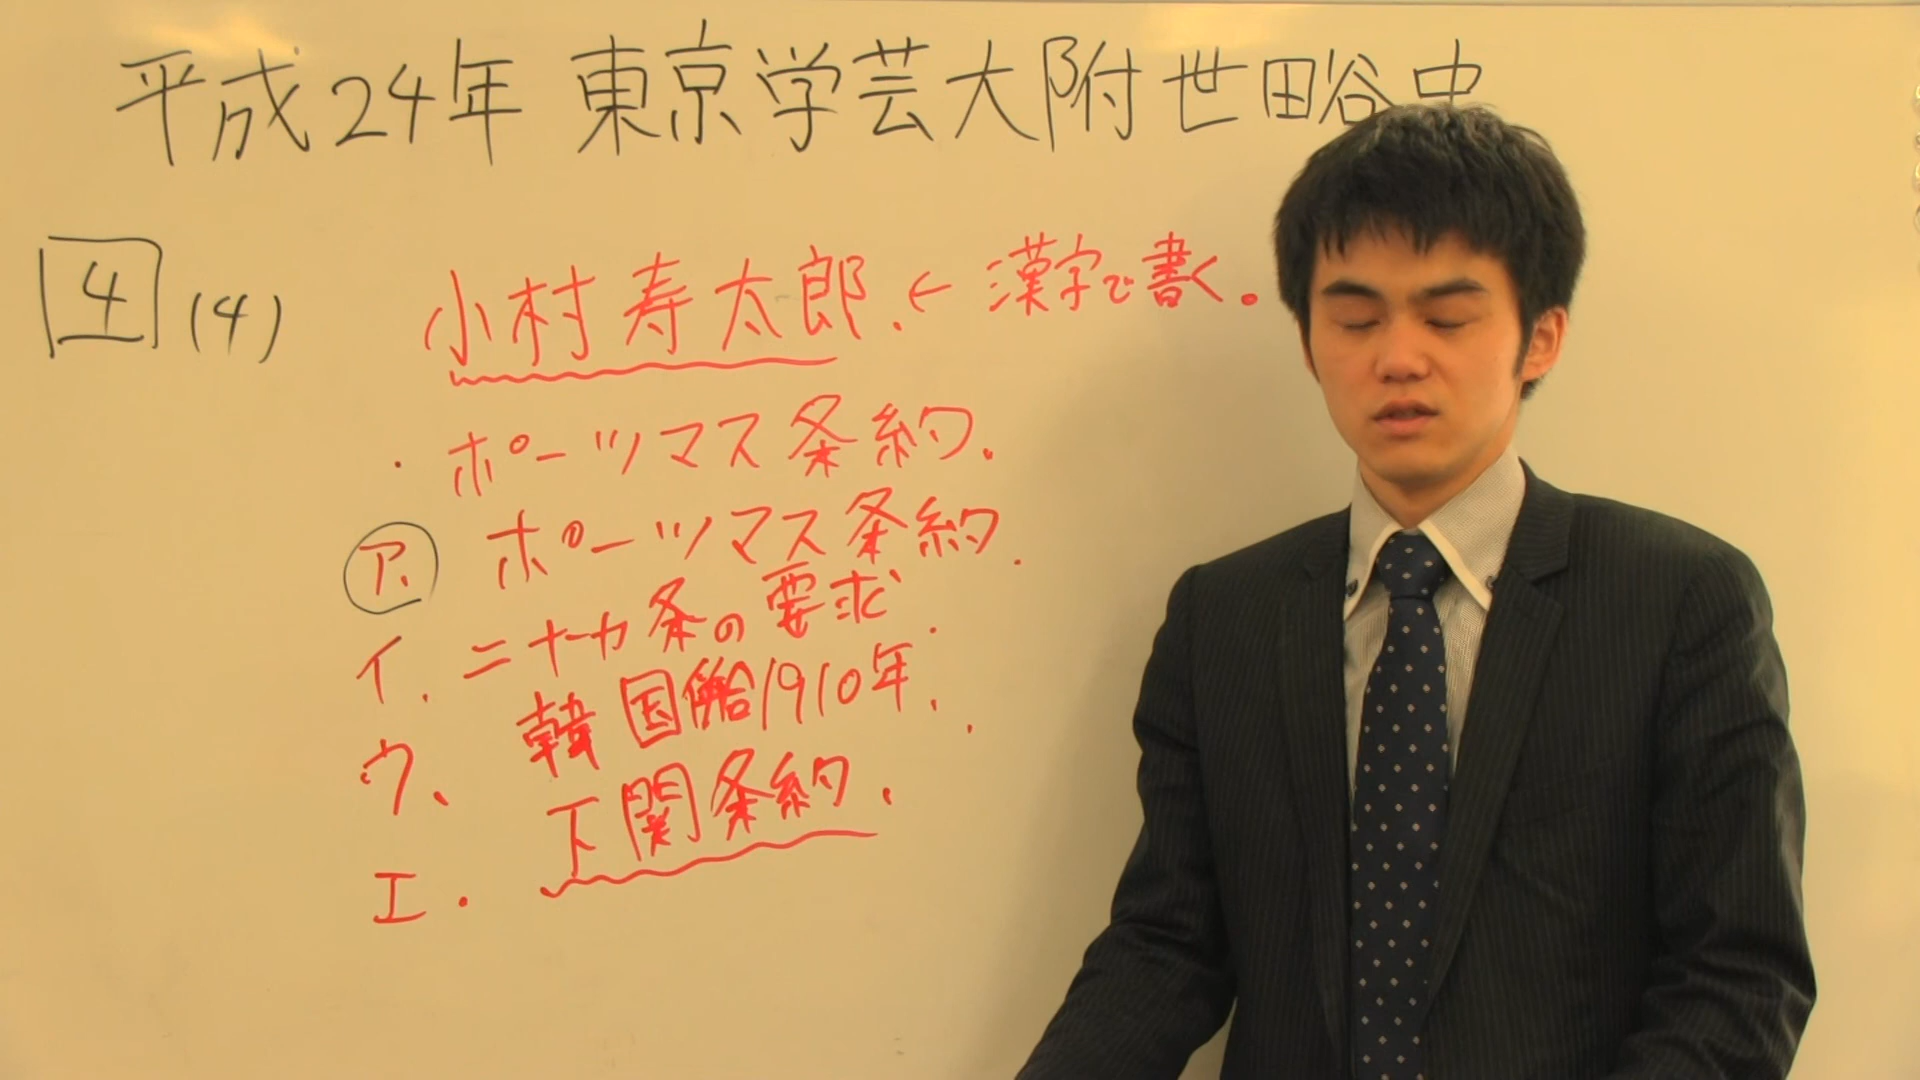 平成24年 東京学芸大附世田谷中
4 (4) 小村寿太郎.← 漢字で書く。
・ポーツマス条約.
ア. ポーツマス条約.
イ. 二十一カ条の要求.
ウ、韓国併合1910年.
エ. 下関条約.